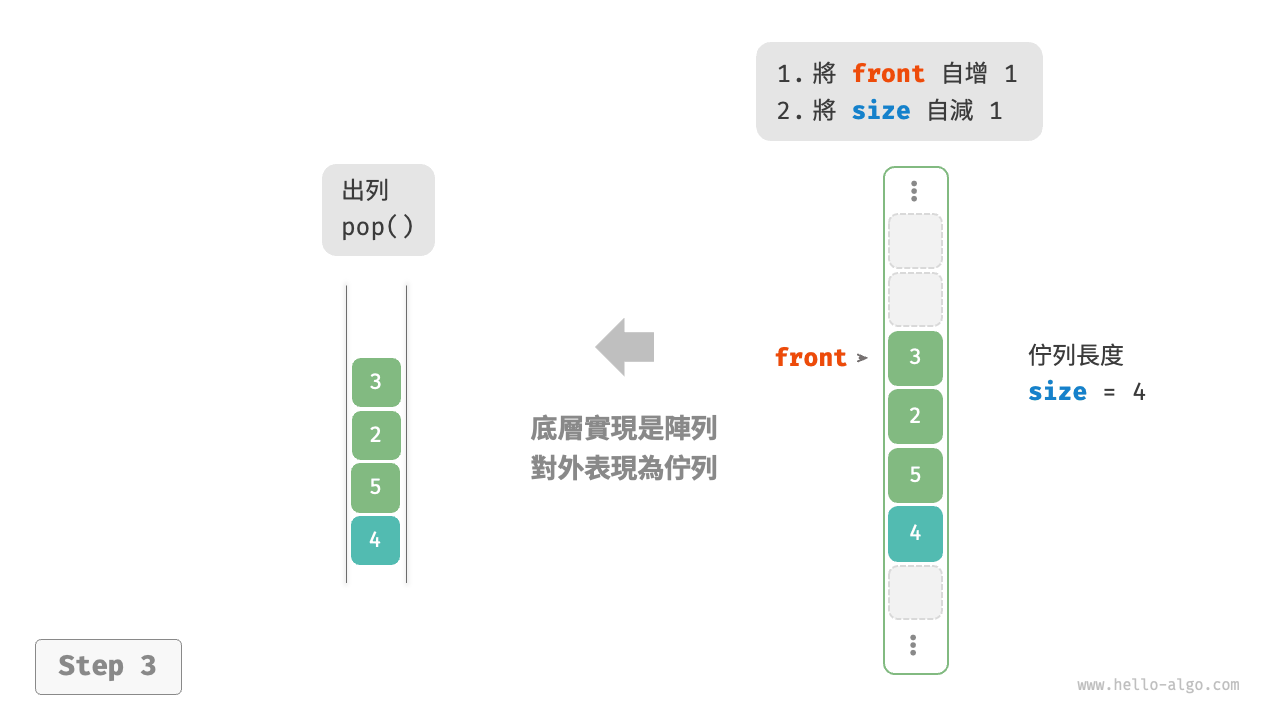 1. 將 front 自增 1
2. 將 size 自減 1
出列
pop()
3
2
5
4
底層實現是陣列
對外表現為佇列
front ➤
3
2
5
4
佇列長度
size = 4
Step 3
www.hello-algo.com